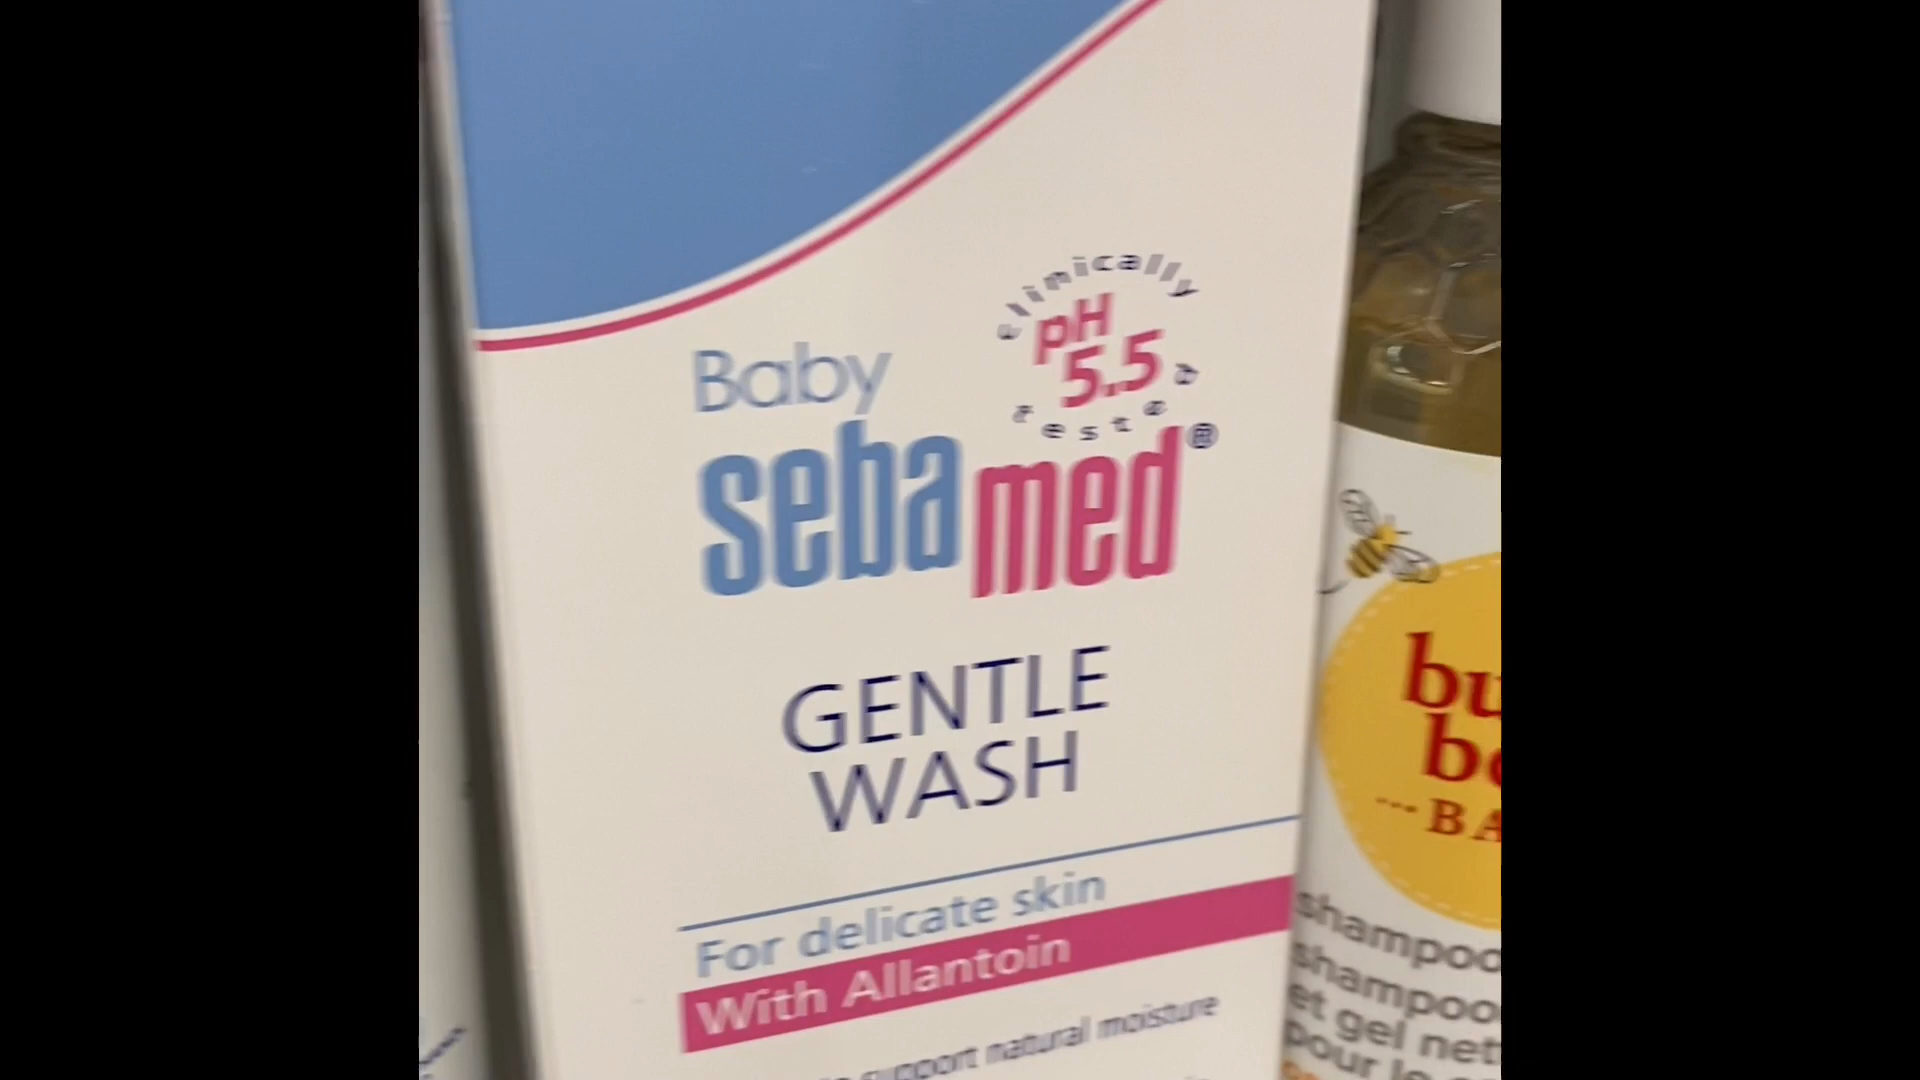 clinically
pH
5.5
tested
Baby
sebamed®
GENTLE
WASH
For delicate skin
With Allantoin
support natural moisture
bu
b
BA
shampoo
shampoo
et gel net
pour le